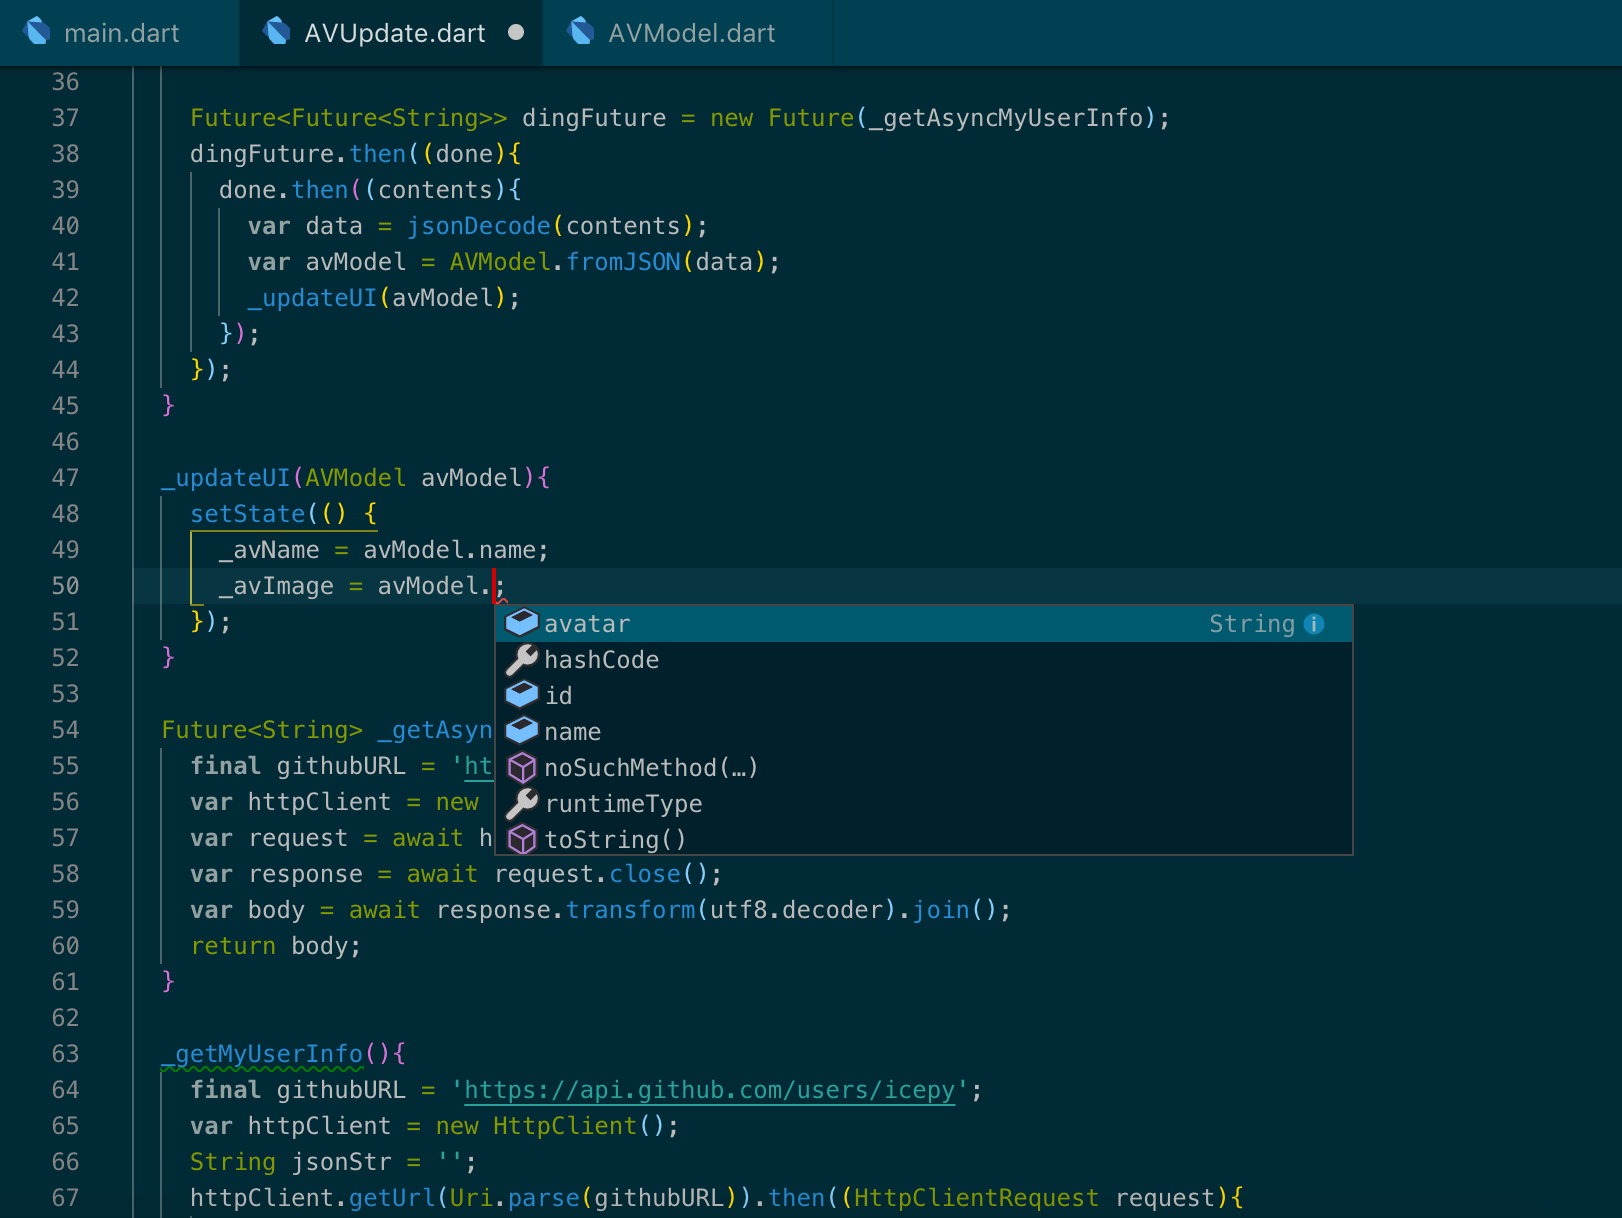 main.dart
AVUpdate.dart
AVModel.dart
36
37 Future<Future<String>> dingFuture = new Future(_getAsyncMyUserInfo);
38 dingFuture.then((done){
39 done.then((contents){
40 var data = jsonDecode(contents);
41 var avModel = AVModel.fromJSON(data);
42 _updateUI(avModel);
43 });
44 });
45 }
46
47 _updateUI(AVModel avModel){
48 setState(() {
49 _avName = avModel.name;
50 _avImage = avModel.;
51 });
avatar String
hashCode
id
name
noSuchMethod(…)
runtimeType
toString()
52 }
53
54 Future<String> _getAsyn
55 final githubURL = 'ht
56 var httpClient = new
57 var request = await h
58 var response = await request.close();
59 var body = await response.transform(utf8.decoder).join();
60 return body;
61 }
62
63 _getMyUserInfo(){
64 final githubURL = 'https://api.github.com/users/icepy';
65 var httpClient = new HttpClient();
66 String jsonStr = '';
67 httpClient.getUrl(Uri.parse(githubURL)).then((HttpClientRequest request){